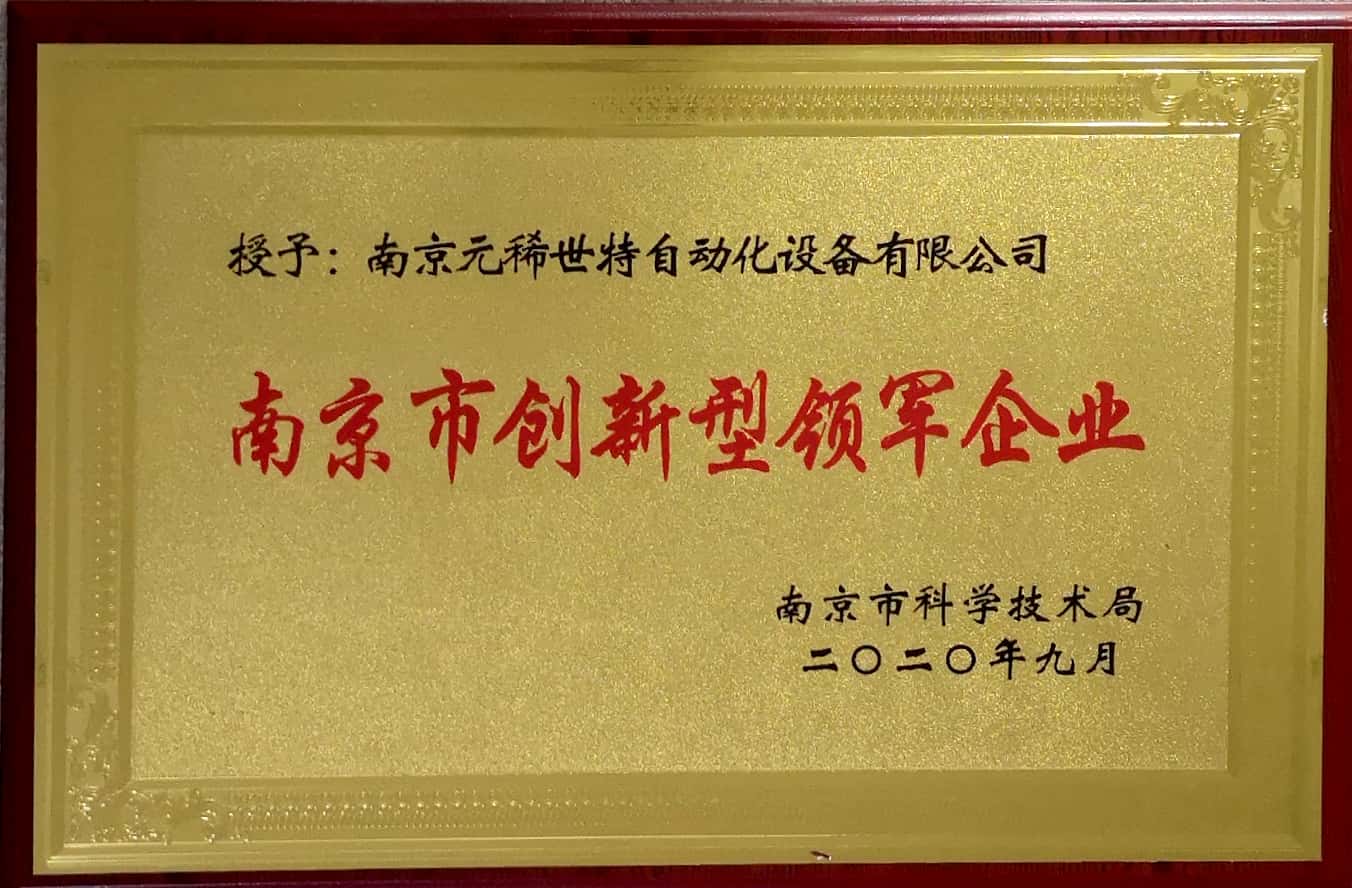 授予：南京元稀世特自动化设备有限公司
南京市创新型领军企业
南京市科学技术局
二〇二〇年九月